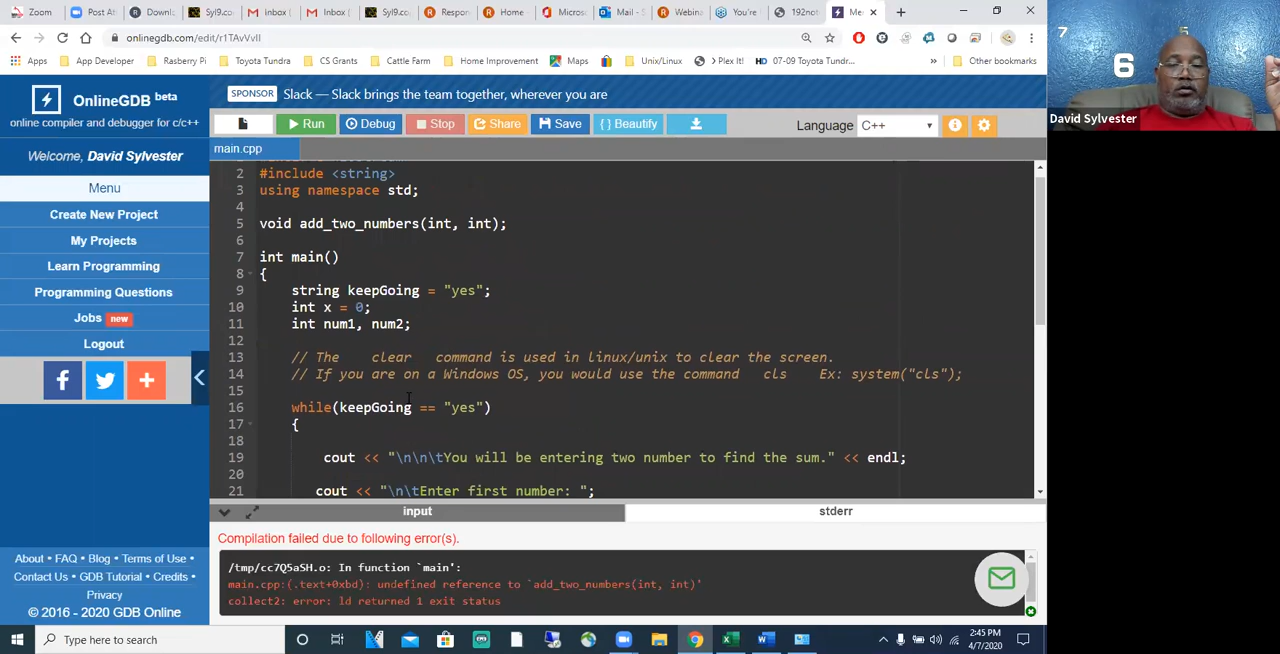 Zoom
Post At
Downl
Syl9.co
inbox (
Inbox (
Syl9.co
Respon
Home
Micros
Mail -
Webina
You're
192not
Me
onlinegdb.com/edit/r1TAvVvlI
Apps
App Developer
Rasberry Pi
Toyota Tundra
CS Grants
Cattle Farm
Home Improvement
Maps
Unix/Linux
> Plex It!
HD 07-09 Toyota Tundr...
»
Other bookmarks
7
6
David Sylvester
OnlineGDB beta
online compiler and debugger for c/c++
Welcome, David Sylvester
Menu
Create New Project
My Projects
Learn Programming
Programming Questions
Jobs new
Logout
About • FAQ • Blog • Terms of Use •
Contact Us • GDB Tutorial • Credits •
Privacy
© 2016 - 2020 GDB Online
SPONSOR Slack — Slack brings the team together, wherever you are
Run
Debug
Stop
Share
Save
{ } Beautify
Language C++
main.cpp
2 #include <string>
3 using namespace std;
4
5 void add_two_numbers(int, int);
6
7 int main()
8 {
9 string keepGoing = "yes";
10 int x = 0;
11 int num1, num2;
12
13 // The clear command is used in linux/unix to clear the screen.
14 // If you are on a Windows OS, you would use the command cls Ex: system("cls");
15
16 while(keepGoing == "yes")
17 {
18
19 cout << "\n\n\tYou will be entering two number to find the sum." << endl;
20
21 cout << "\n\tEnter first number: ";
input
stderr
Compilation failed due to following error(s).
/tmp/cc7Q5aSH.o: In function `main':
main.cpp:(.text+0xbd): undefined reference to `add_two_numbers(int, int)'
collect2: error: ld returned 1 exit status
Type here to search
2:45 PM
4/7/2020